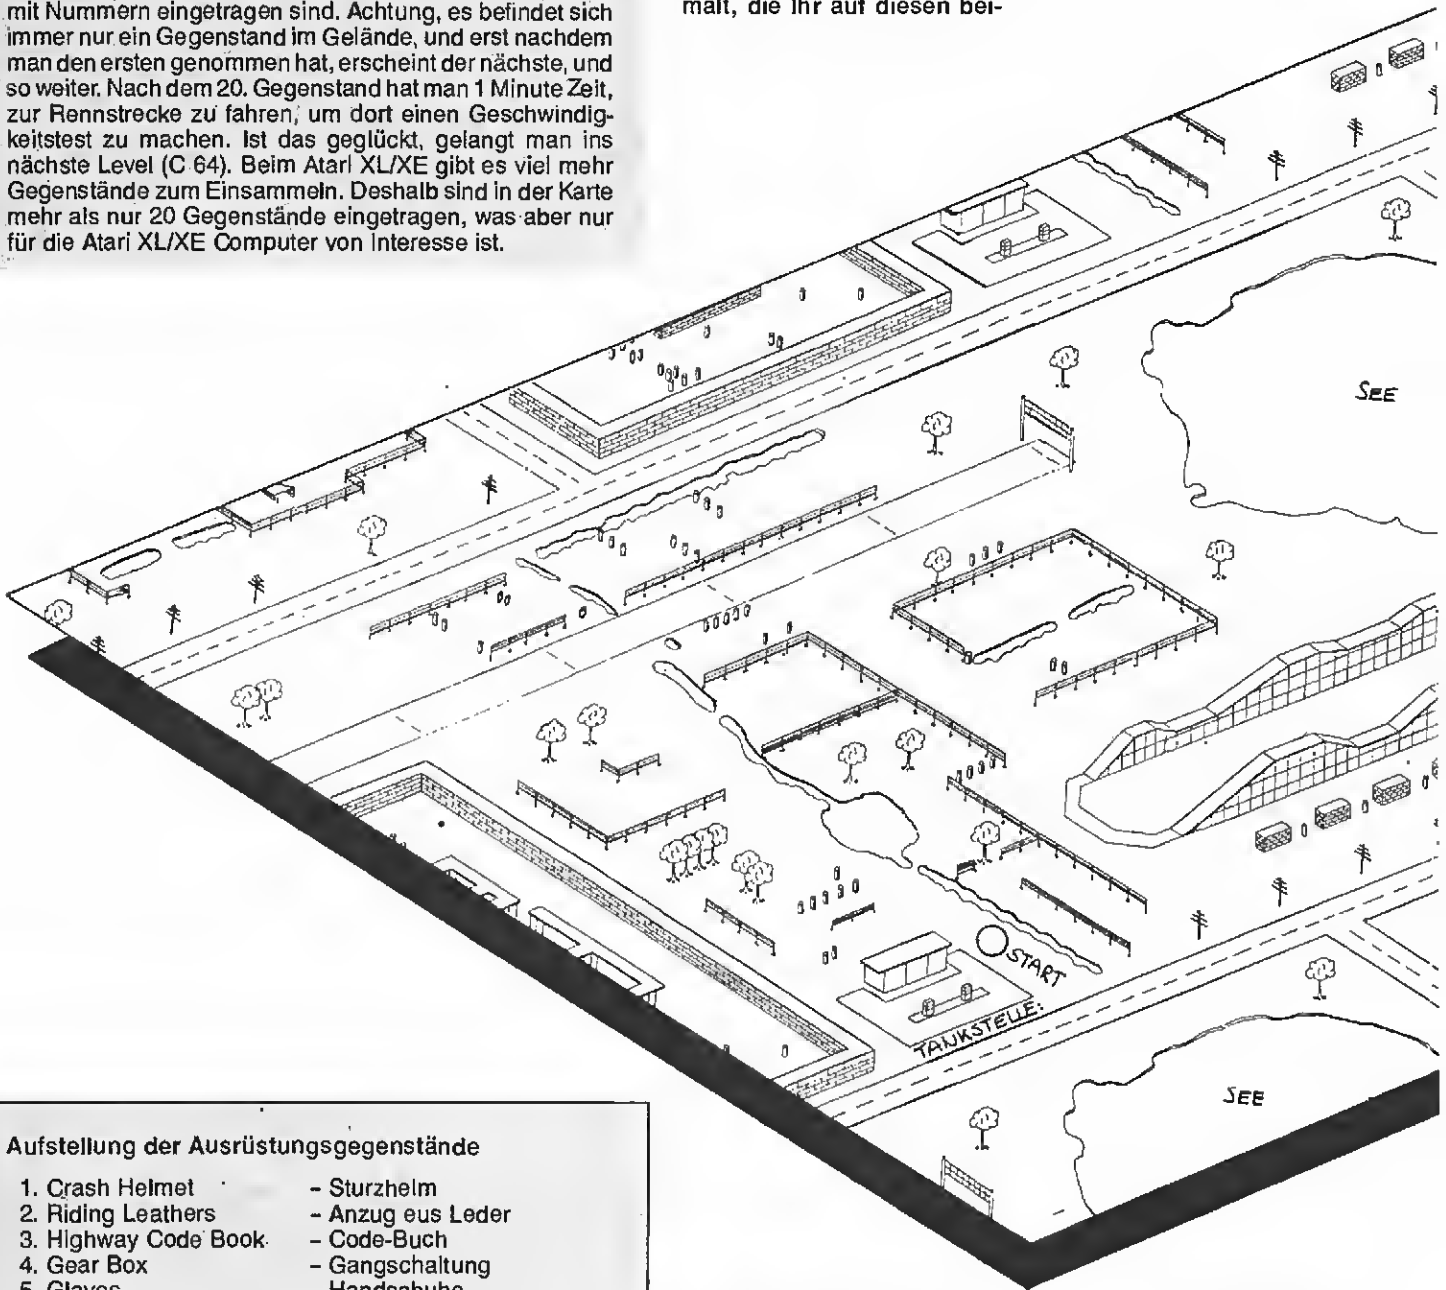 mit Nummern eingetragen sind. Achtung, es befindet sich
immer nur ein Gegenstand im Gelände, und erst nachdem
man den ersten genommen hat, erscheint der nächste, und
so weiter. Nach dem 20. Gegenstand hat man 1 Minute Zeit,
zur Rennstrecke zu fahren, um dort einen Geschwindig-
keitstest zu machen. Ist das geglückt, gelangt man ins
nächste Level (C 64). Beim Atari XL/XE gibt es viel mehr
Gegenstände zum Einsammeln. Deshalb sind in der Karte
mehr als nur 20 Gegenstände eingetragen, was aber nur
für die Atari XL/XE Computer von Interesse ist.
malt, die Ihr auf diesen bei-
SEE
START
TANKSTELLE:
SEE
Aufstellung der Ausrüstungsgegenstände
1. Crash Helmet - Sturzhelm
2. Riding Leathers - Anzug eus Leder
3. Highway Code Book - Code-Buch
4. Gear Box - Gangschaltung
5. Gloves Handschuhe